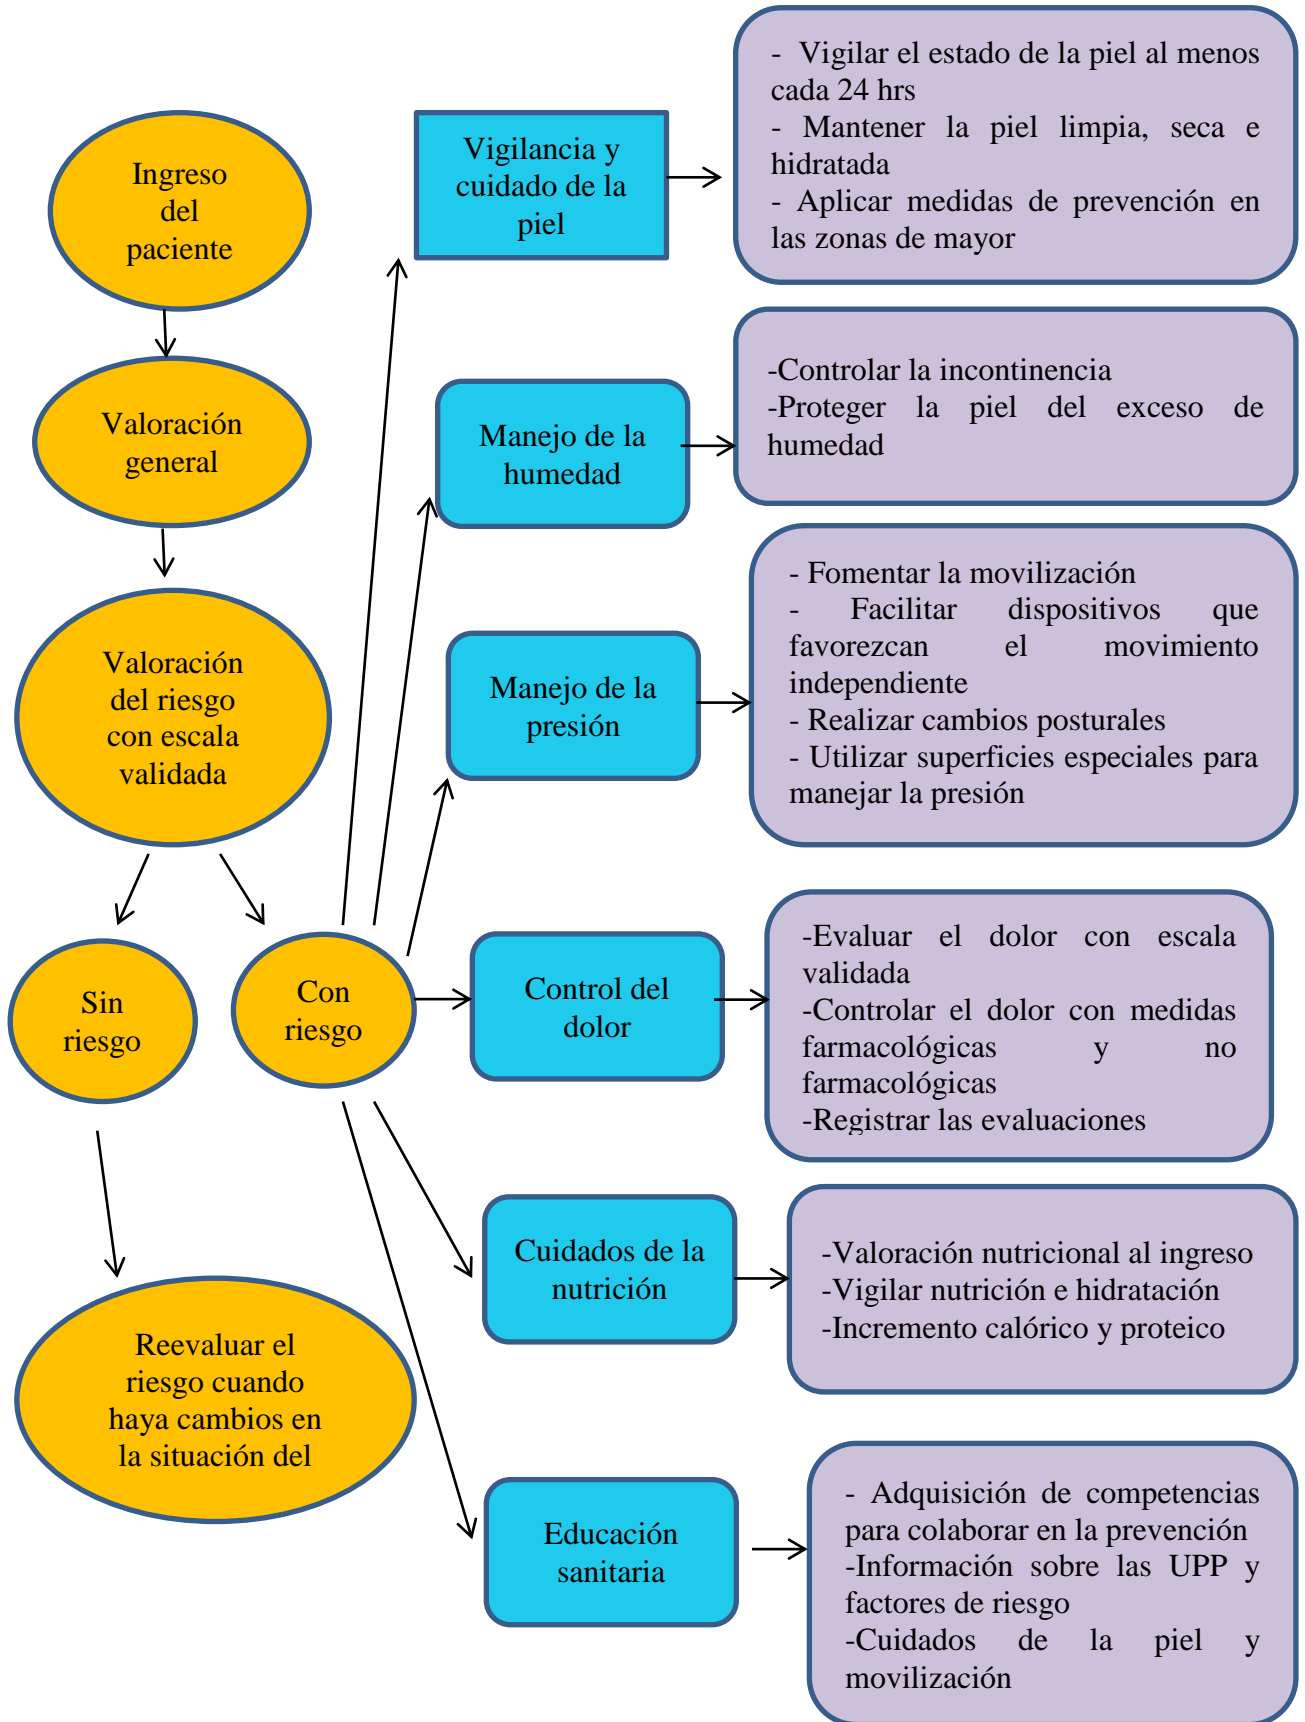 Ingreso
del
paciente
Valoración
general
Valoración
del riesgo
con escala
validada
Sin
riesgo
Con
riesgo
Reevaluar el
riesgo cuando
haya cambios en
la situación del
Vigilancia y
cuidado de la
piel
- Vigilar el estado de la piel al menos
cada 24 hrs
- Mantener la piel limpia, seca e
hidratada
- Aplicar medidas de prevención en
las zonas de mayor
Manejo de la
humedad
-Controlar la incontinencia
-Proteger la piel del exceso de
humedad
Manejo de la
presión
- Fomentar la movilización
- Facilitar dispositivos que
favorezcan el movimiento
independiente
- Realizar cambios posturales
- Utilizar superficies especiales para
manejar la presión
Control del
dolor
-Evaluar el dolor con escala
validada
-Controlar el dolor con medidas
farmacológicas y no
farmacológicas
-Registrar las evaluaciones
Cuidados de la
nutrición
-Valoración nutricional al ingreso
-Vigilar nutrición e hidratación
-Incremento calórico y proteico
Educación
sanitaria
- Adquisición de competencias
para colaborar en la prevención
-Información sobre las UPP y
factores de riesgo
-Cuidados de la piel y
movilización